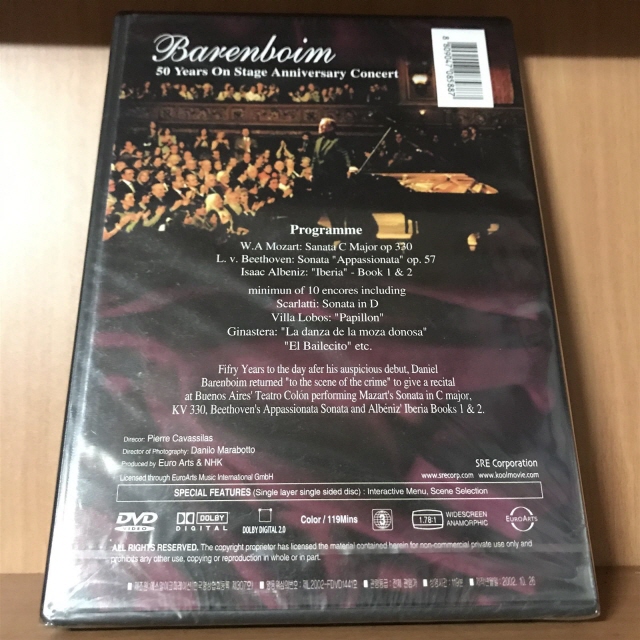 Barenboim
50 Years On Stage Anniversary Concert
Programme
W.A Mozart: Sanata C Major op 330
L. v. Beethoven: Sonata "Appassionata" op. 57
Isaac Albeniz: "Iberia" - Book 1 & 2
minimun of 10 encores including
Scarlatti: Sonata in D
Villa Lobos: "Papillon"
Ginastera: "La danza de la moza donosa"
"El Bailecito" etc.
Fifry Years to the day afer his auspicious debut, Daniel
Barenboim returned "to the scene of the crime" to give a recital
at Buenos Aires' Teatro Colón performing Mazart's Sonata in C major,
KV 330, Beethoven's Appassionata Sonata and Albéniz' Iberia Books 1 & 2.
Direcor: Pierre Cavassilas
Director of Photography: Danilo Marabotto
Produced by Euro Arts & NHK
Licensed through EuroArts Music International GmbH
SRE Corporation
www.srecorp.com www.koolmovie.com
SPECIAL FEATURES (Single layer single sided disc) : Interactive Menu, Scene Selection
DVD VIDEO
DOLBY DIGITAL
DOLBY DIGITAL 2.0
Color / 119Mins
3
1.78:1
WIDESCREEN ANAMORPHIC
EUROARTS
ALL RIGHTS RESERVED. The copyright proprietor has licensed the material contained herein for non-commercial private use only and
prohibits any other use, copying or reproduction in whole or in part.
2002. 10. 26